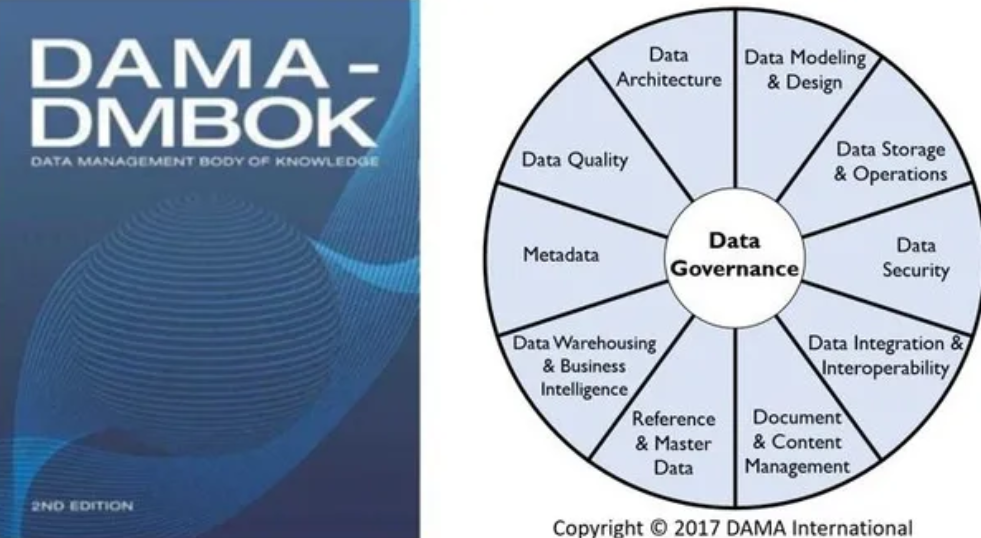 DAMA-
DMBOK
DATA MANAGEMENT BODY OF KNOWLEDGE
2ND EDITION
Data
Architecture
Data Modeling
& Design
Data Storage
& Operations
Data
Security
Data Integration &
Interoperability
Document
& Content
Management
Reference
& Master
Data
Data Warehousing
& Business
Intelligence
Metadata
Data Quality
Data
Governance
Copyright © 2017 DAMA International